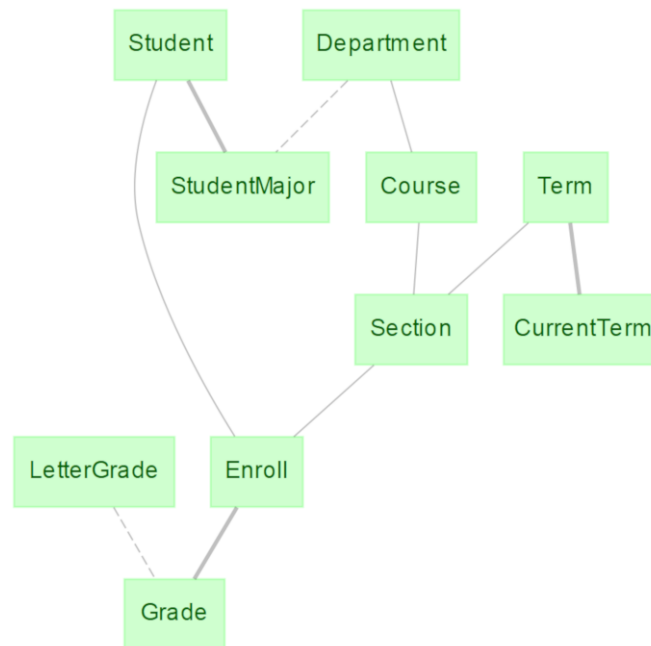 Student
Department
StudentMajor
Course
Term
Section
CurrentTerm
LetterGrade
Enroll
Grade